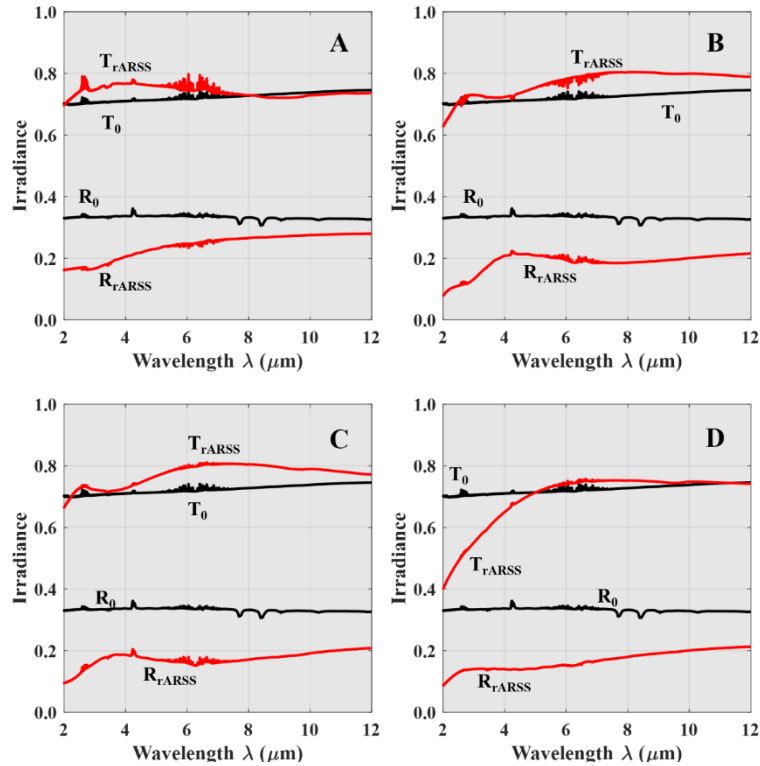 1.0
0.8
0.6
0.4
0.2
0.0
Irradiance
A
TrARSS
T0
R0
RrARSS
2 4 6 8 10 12
Wavelength λ (μm)
1.0
0.8
0.6
0.4
0.2
0.0
Irradiance
B
TrARSS
T0
R0
RrARSS
2 4 6 8 10 12
Wavelength λ (μm)
1.0
0.8
0.6
0.4
0.2
0.0
Irradiance
C
TrARSS
T0
R0
RrARSS
2 4 6 8 10 12
Wavelength λ (μm)
1.0
0.8
0.6
0.4
0.2
0.0
Irradiance
D
T0
TrARSS
R0
RrARSS
2 4 6 8 10 12
Wavelength λ (μm)